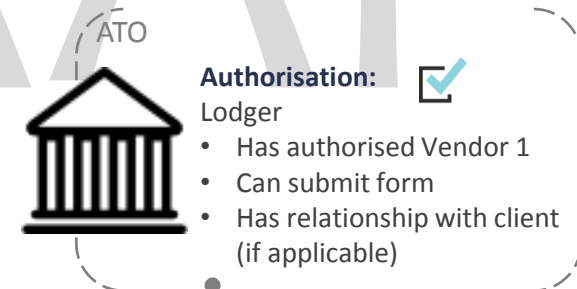 ATO
Authorisation:
Lodger
• Has authorised Vendor 1
• Can submit form
• Has relationship with client
(if applicable)